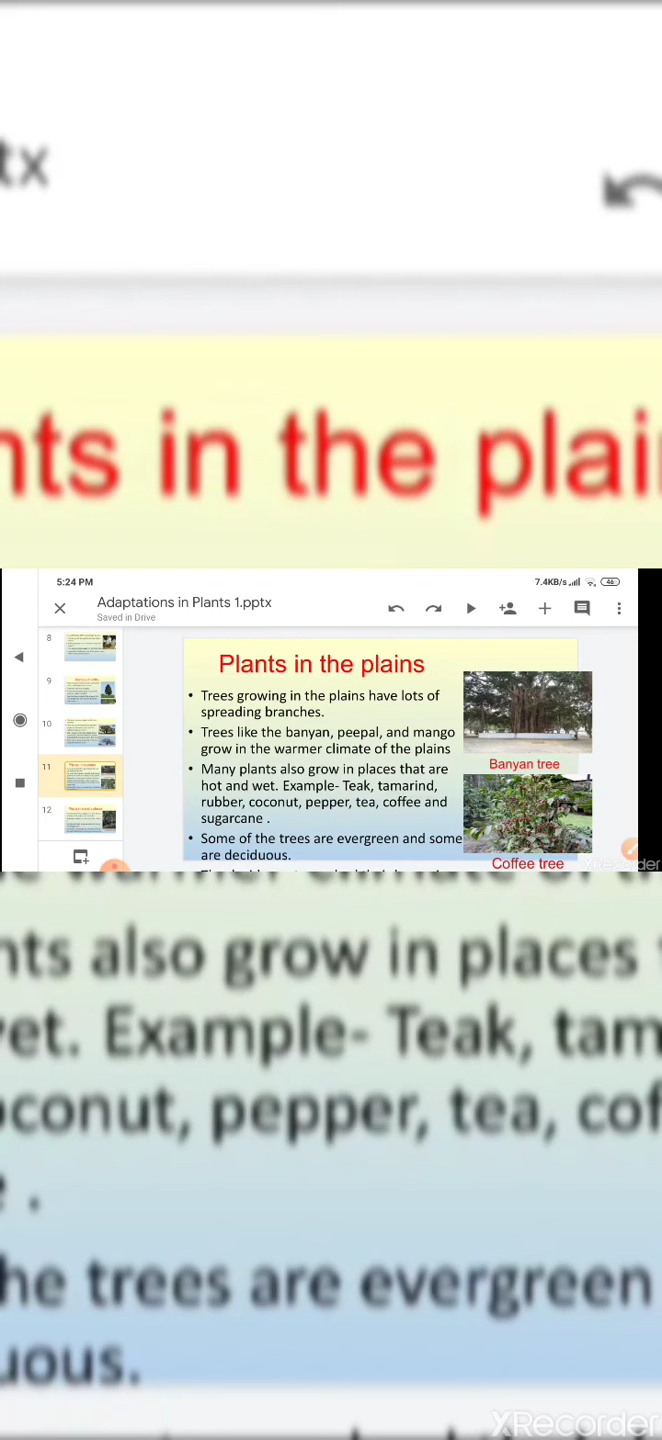 tx
nts in the plai
5:24 PM
7.4KB/s
46
Adaptations in Plants 1.pptx
Saved in Drive
8
9
10
11
12
Plants in the plains
• Trees growing in the plains have lots of
spreading branches.
• Trees like the banyan, peepal, and mango
grow in the warmer climate of the plains
• Many plants also grow in places that are
hot and wet. Example- Teak, tamarind,
rubber, coconut, pepper, tea, coffee and
sugarcane .
• Some of the trees are evergreen and some
are deciduous.
Banyan tree
Coffee tree
XRecorder
nts also grow in places
et. Example- Teak, tam
conut, pepper, tea, cof
.
he trees are evergreen
uous.
XRecorder